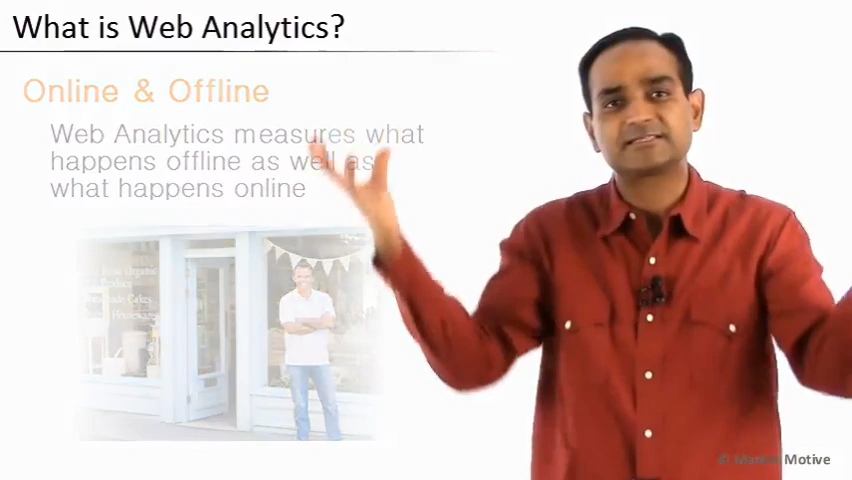 What is Web Analytics?
Online & Offline
Web Analytics measures what
happens offline as well as
what happens online
Cakes
© Market Motive